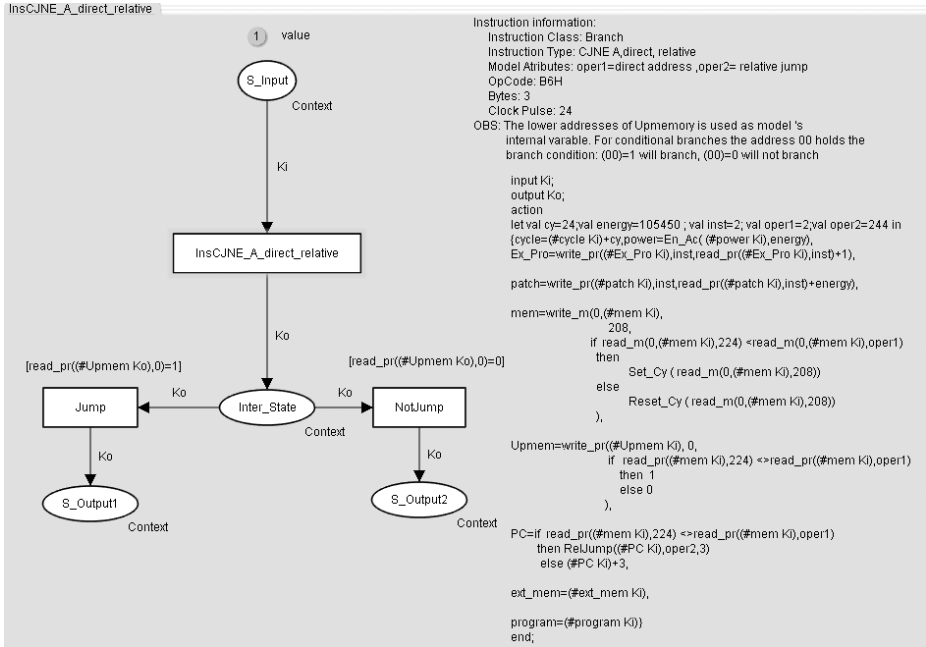 InsCJNE_A_direct_relative
1 value
S_Input
Context
Ki
InsCJNE_A_direct_relative
Ko
[read_pr((#Upmem Ko),0)=1]
[read_pr((#Upmem Ko),0)=0]
Jump
Ko
Inter_State
Ko
NotJump
Context
Ko
Ko
S_Output1
Context
S_Output2
Context
Instruction information:
Instruction Class: Branch
Instruction Type: CJNE A,direct, relative
Model Atributes: oper1=direct address ,oper2= relative jump
OpCode: B6H
Bytes: 3
Clock Pulse: 24
OBS: The lower addresses of Upmemory is used as model 's
internal varable. For conditional branches the address 00 holds the
branch condition: (00)=1 will branch, (00)=0 will not branch
input Ki;
output Ko;
action
let val cy=24;val energy=105450 ; val inst=2; val oper1=2;val oper2=244 in
{cycle=(#cycle Ki)+cy,power=En_Ac( (#power Ki),energy),
Ex_Pro=write_pr((#Ex_Pro Ki),inst,read_pr((#Ex_Pro Ki),inst)+1),
patch=write_pr((#patch Ki),inst,read_pr((#patch Ki),inst)+energy),
mem=write_m(0,(#mem Ki),
208,
if read_m(0,(#mem Ki),224) <read_m(0,(#mem Ki),oper1)
then
Set_Cy ( read_m(0,(#mem Ki),208))
else
Reset_Cy ( read_m(0,(#mem Ki),208))
),
Upmem=write_pr((#Upmem Ki), 0,
if read_pr((#mem Ki),224) <>read_pr((#mem Ki),oper1)
then 1
else 0
),
PC=if read_pr((#mem Ki),224) <>read_pr((#mem Ki),oper1)
then RelJump((#PC Ki),oper2,3)
else (#PC Ki)+3,
ext_mem=(#ext_mem Ki),
program=(#program Ki)}
end;